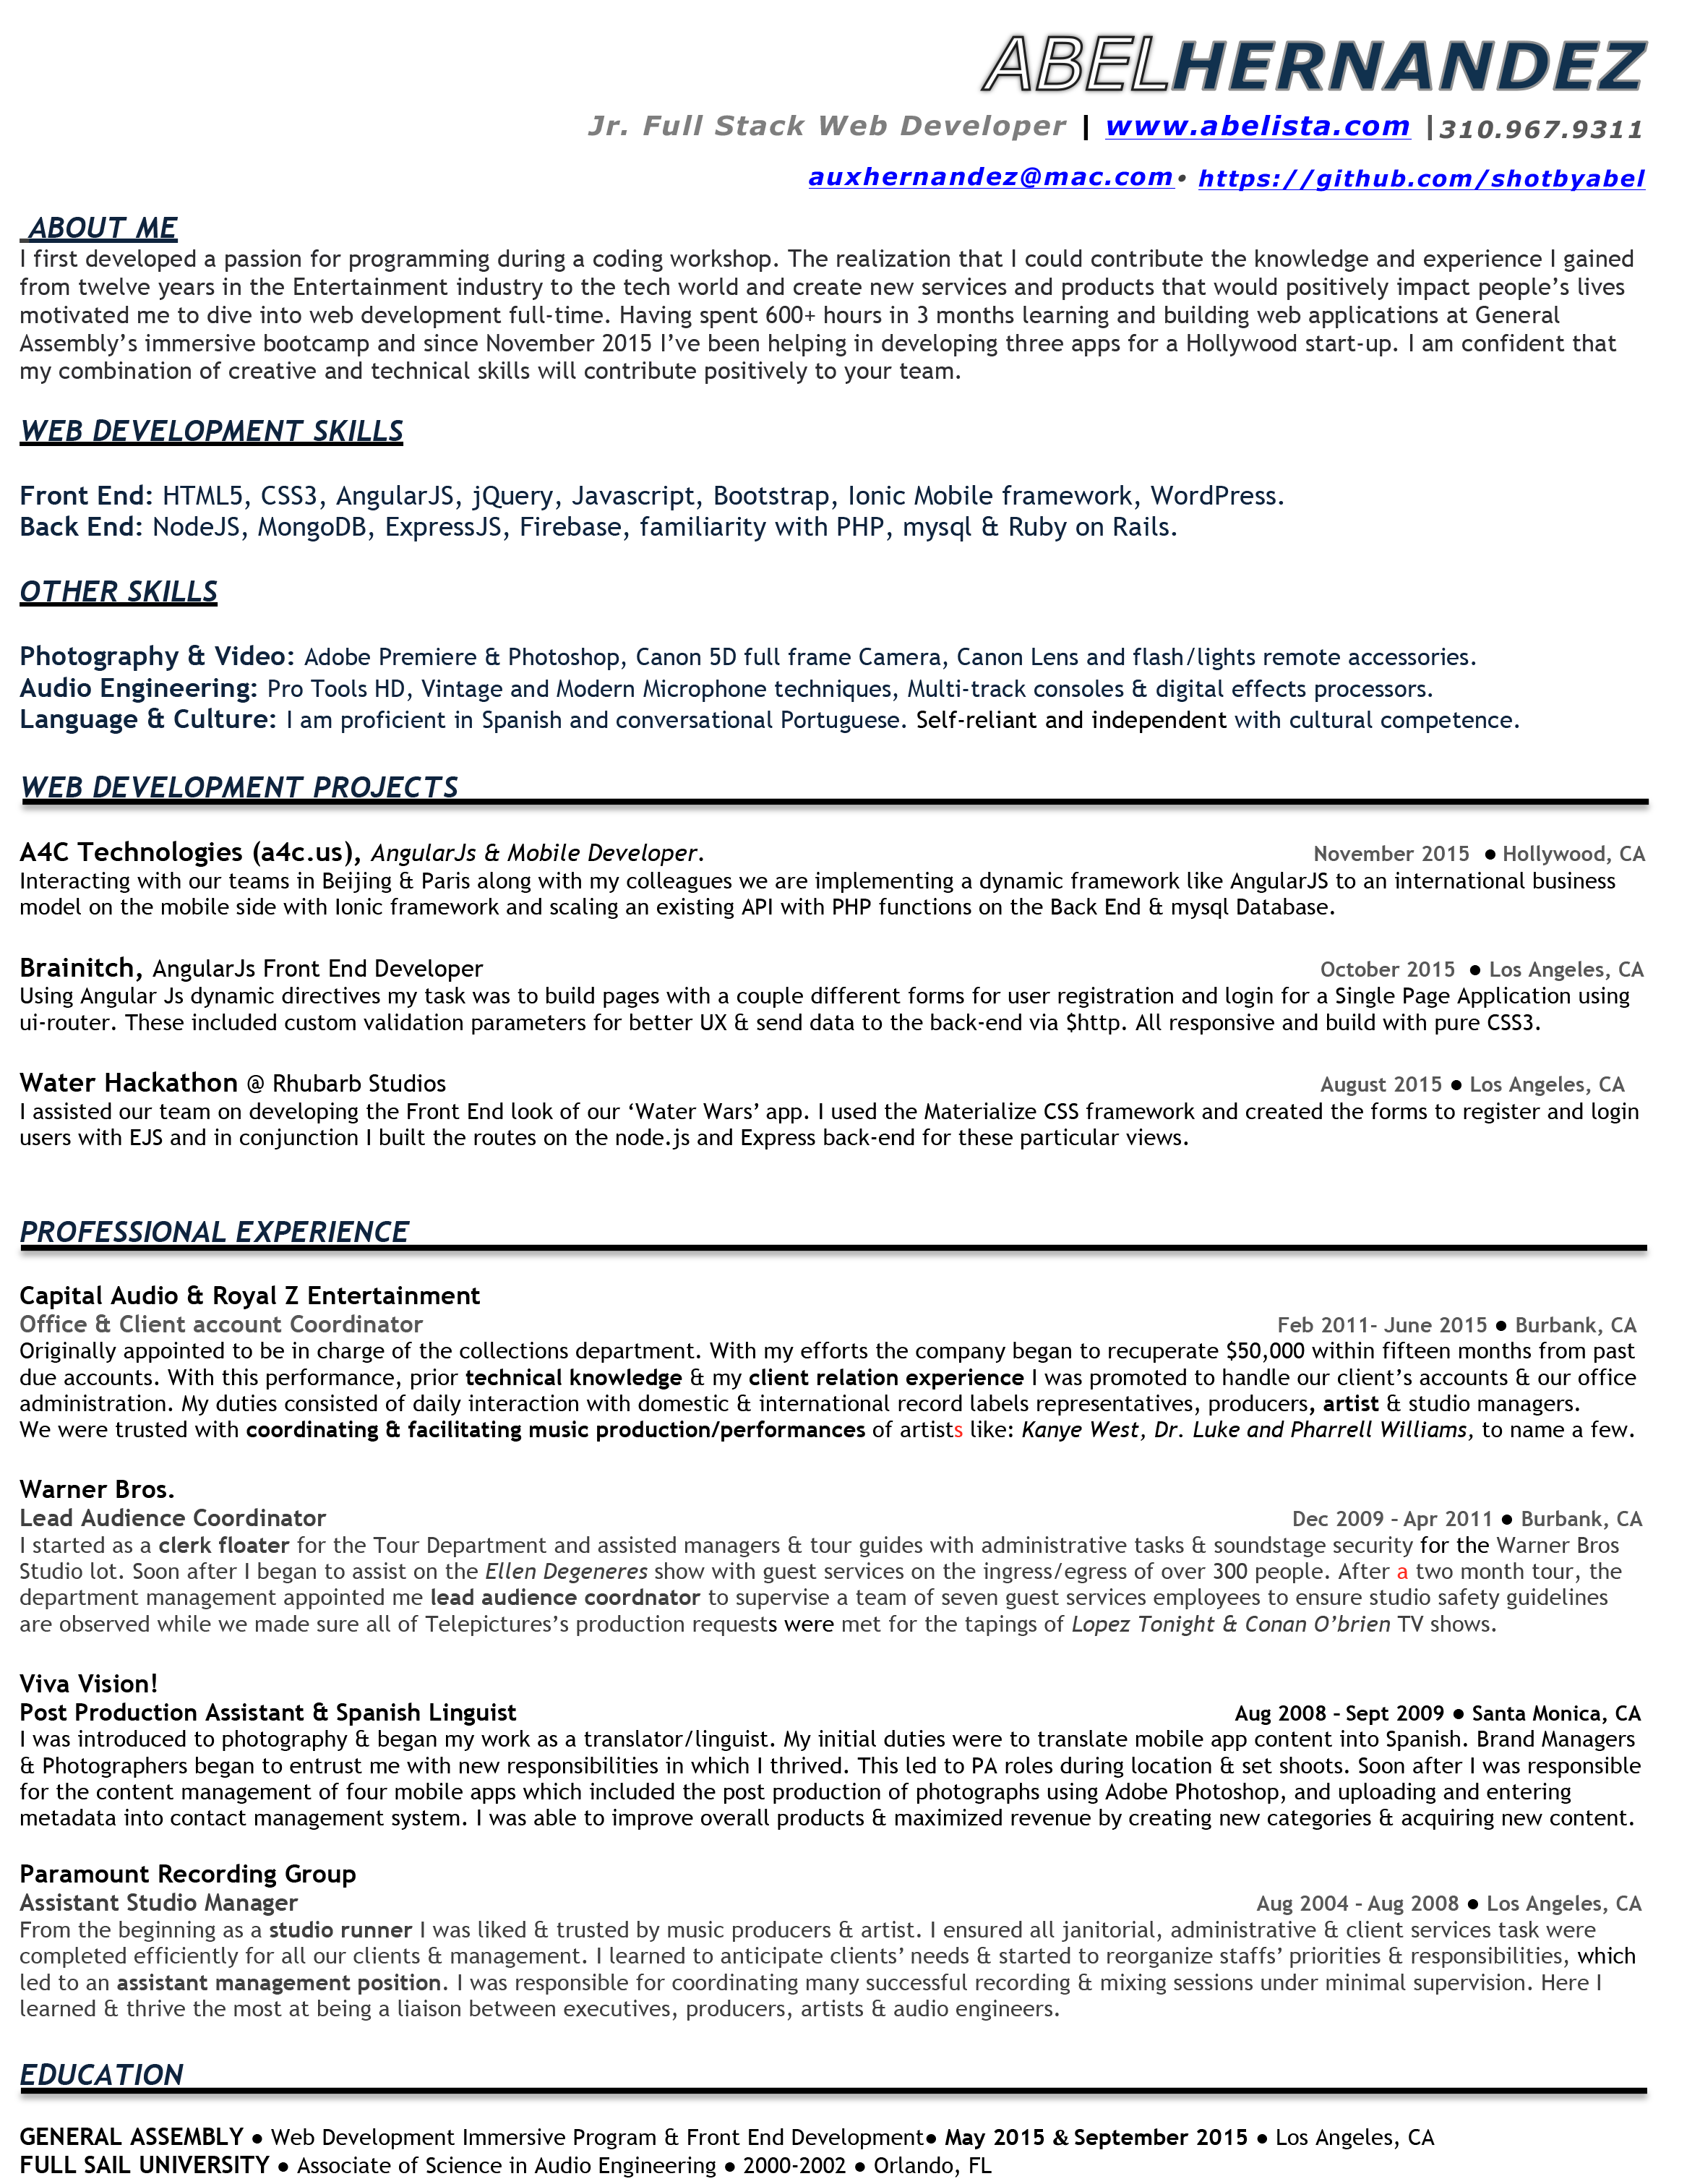 ABELHERNANDEZ
Jr. Full Stack Web Developer | www.abelista.com |310.967.9311
auxhernandez@mac.com• https://github.com/shotbyabel
ABOUT ME
I first developed a passion for programming during a coding workshop. The realization that I could contribute the knowledge and experience I gained
from twelve years in the Entertainment industry to the tech world and create new services and products that would positively impact people’s lives
motivated me to dive into web development full-time. Having spent 600+ hours in 3 months learning and building web applications at General
Assembly’s immersive bootcamp and since November 2015 I’ve been helping in developing three apps for a Hollywood start-up. I am confident that
my combination of creative and technical skills will contribute positively to your team.
WEB DEVELOPMENT SKILLS
Front End: HTML5, CSS3, AngularJS, jQuery, Javascript, Bootstrap, Ionic Mobile framework, WordPress.
Back End: NodeJS, MongoDB, ExpressJS, Firebase, familiarity with PHP, mysql & Ruby on Rails.
OTHER SKILLS
Photography & Video: Adobe Premiere & Photoshop, Canon 5D full frame Camera, Canon Lens and flash/lights remote accessories.
Audio Engineering: Pro Tools HD, Vintage and Modern Microphone techniques, Multi-track consoles & digital effects processors.
Language & Culture: I am proficient in Spanish and conversational Portuguese. Self-reliant and independent with cultural competence.
WEB DEVELOPMENT PROJECTS
A4C Technologies (a4c.us), AngularJs & Mobile Developer. November 2015 ● Hollywood, CA
Interacting with our teams in Beijing & Paris along with my colleagues we are implementing a dynamic framework like AngularJS to an international business
model on the mobile side with Ionic framework and scaling an existing API with PHP functions on the Back End & mysql Database.
Brainitch, AngularJs Front End Developer October 2015 ● Los Angeles, CA
Using Angular Js dynamic directives my task was to build pages with a couple different forms for user registration and login for a Single Page Application using
ui-router. These included custom validation parameters for better UX & send data to the back-end via $http. All responsive and build with pure CSS3.
Water Hackathon @ Rhubarb Studios August 2015 ● Los Angeles, CA
I assisted our team on developing the Front End look of our ‘Water Wars’ app. I used the Materialize CSS framework and created the forms to register and login
users with EJS and in conjunction I built the routes on the node.js and Express back-end for these particular views.
PROFESSIONAL EXPERIENCE
Capital Audio & Royal Z Entertainment
Office & Client account Coordinator Feb 2011- June 2015 ● Burbank, CA
Originally appointed to be in charge of the collections department. With my efforts the company began to recuperate $50,000 within fifteen months from past
due accounts. With this performance, prior technical knowledge & my client relation experience I was promoted to handle our client’s accounts & our office
administration. My duties consisted of daily interaction with domestic & international record labels representatives, producers, artist & studio managers.
We were trusted with coordinating & facilitating music production/performances of artists like: Kanye West, Dr. Luke and Pharrell Williams, to name a few.
Warner Bros.
Lead Audience Coordinator Dec 2009 – Apr 2011 ● Burbank, CA
I started as a clerk floater for the Tour Department and assisted managers & tour guides with administrative tasks & soundstage security for the Warner Bros
Studio lot. Soon after I began to assist on the Ellen Degeneres show with guest services on the ingress/egress of over 300 people. After a two month tour, the
department management appointed me lead audience coordnator to supervise a team of seven guest services employees to ensure studio safety guidelines
are observed while we made sure all of Telepictures’s production requests were met for the tapings of Lopez Tonight & Conan O’brien TV shows.
Viva Vision!
Post Production Assistant & Spanish Linguist Aug 2008 – Sept 2009 ● Santa Monica, CA
I was introduced to photography & began my work as a translator/linguist. My initial duties were to translate mobile app content into Spanish. Brand Managers
& Photographers began to entrust me with new responsibilities in which I thrived. This led to PA roles during location & set shoots. Soon after I was responsible
for the content management of four mobile apps which included the post production of photographs using Adobe Photoshop, and uploading and entering
metadata into contact management system. I was able to improve overall products & maximized revenue by creating new categories & acquiring new content.
Paramount Recording Group
Assistant Studio Manager Aug 2004 – Aug 2008 ● Los Angeles, CA
From the beginning as a studio runner I was liked & trusted by music producers & artist. I ensured all janitorial, administrative & client services task were
completed efficiently for all our clients & management. I learned to anticipate clients’ needs & started to reorganize staffs’ priorities & responsibilities, which
led to an assistant management position. I was responsible for coordinating many successful recording & mixing sessions under minimal supervision. Here I
learned & thrive the most at being a liaison between executives, producers, artists & audio engineers.
EDUCATION
GENERAL ASSEMBLY ● Web Development Immersive Program & Front End Development● May 2015 & September 2015 ● Los Angeles, CA
FULL SAIL UNIVERSITY ● Associate of Science in Audio Engineering ● 2000-2002 ● Orlando, FL